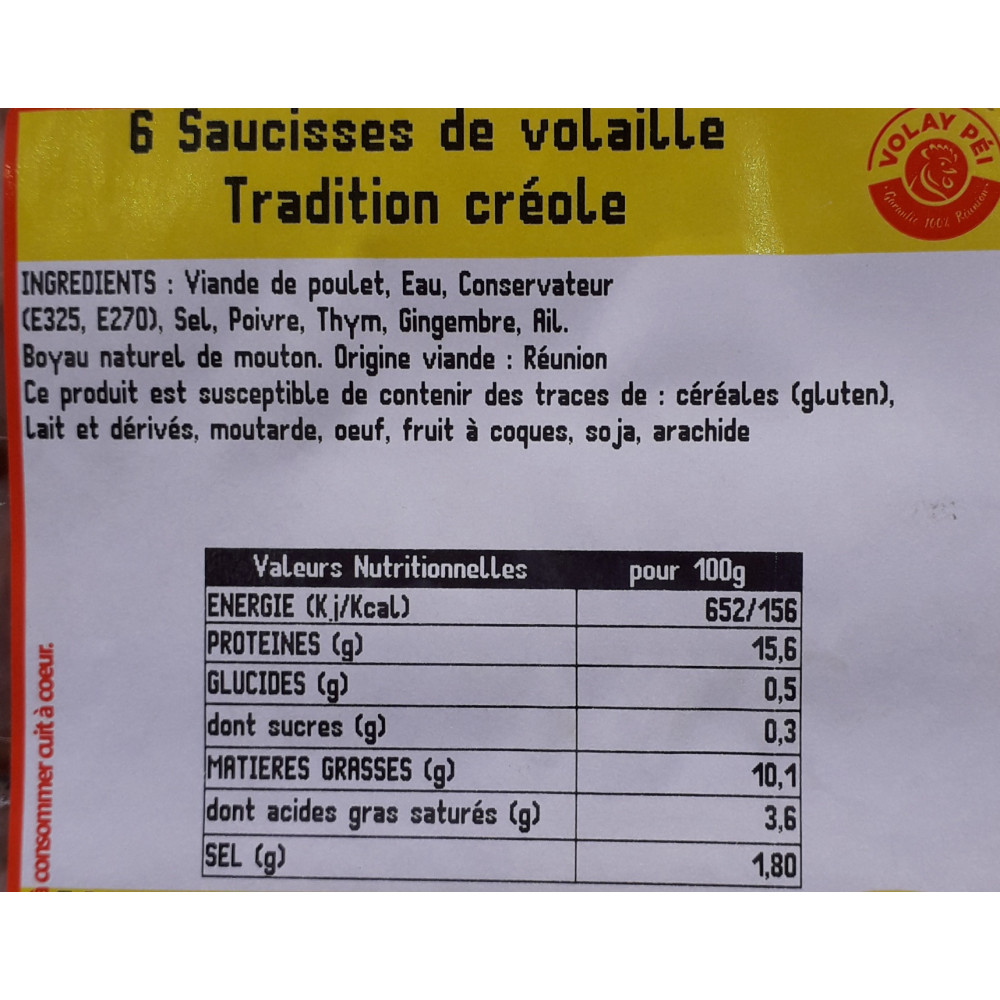 6 Saucisses de volaille
Tradition créole
VOLAY PÉI
Garantie 100% Réunion
INGREDIENTS : Viande de poulet, Eau, Conservateur
(E325, E270), Sel, Poivre, Thym, Gingembre, Ail.
Boyau naturel de mouton. Origine viande : Réunion
Ce produit est susceptible de contenir des traces de : céréales (gluten),
lait et dérivés, moutarde, oeuf, fruit à coques, soja, arachide
Valeurs Nutritionnelles pour 100g
ENERGIE (Kj/Kcal) 652/156
PROTEINES (g) 15,6
GLUCIDES (g) 0,5
dont sucres (g) 0,3
MATIERES GRASSES (g) 10,1
dont acides gras saturés (g) 3,6
SEL (g) 1,80
à consommer cuit à coeur.